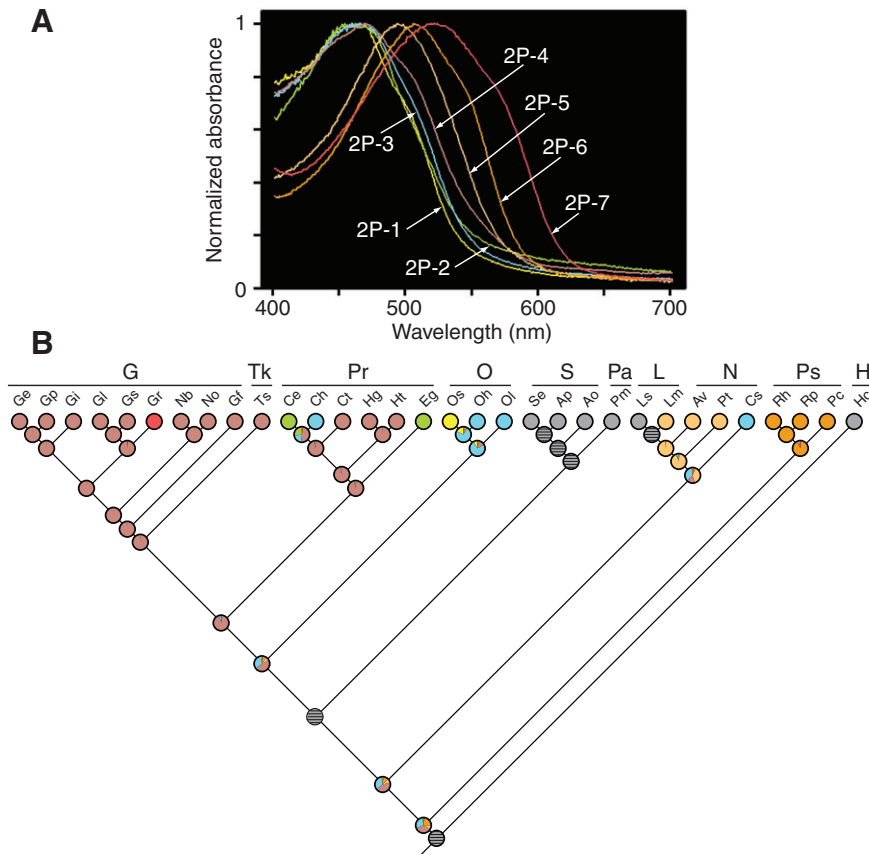 A
Normalized absorbance
1
0
2P-4
2P-5
2P-3
2P-6
2P-7
2P-1
2P-2
400 500 600 700
Wavelength (nm)
B
G Tk Pr O S Pa L N Ps H
Ge Gp Gi Gl Gs Gr Nb No Gf Ts Ce Ch Ct Hg Ht Eg Os Oh Ol Se Ap Ao Pm Ls Lm Av Pt Cs Rh Rp Pc Hc